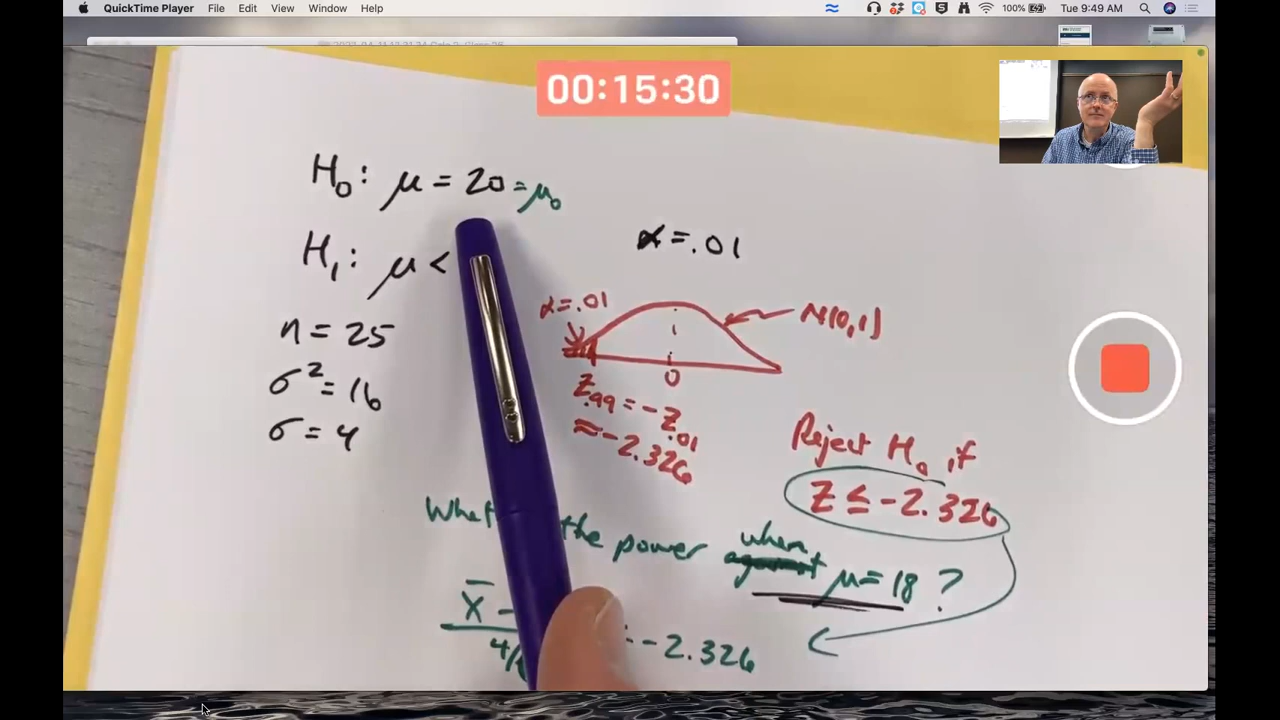 QuickTime Player File Edit View Window Help
100% Tue 9:49 AM
00:15:30
H₀: μ = 20 = μ₀
H₁: μ <
α = .01
n = 25
σ² = 16
σ = 4
α = .01
N(0,1)
0
z.99 = -z.01
≈ -2.326
Reject H₀ if
Z ≤ -2.326
the power when against μ = 18 ?
X̄ -
4/
-2.326